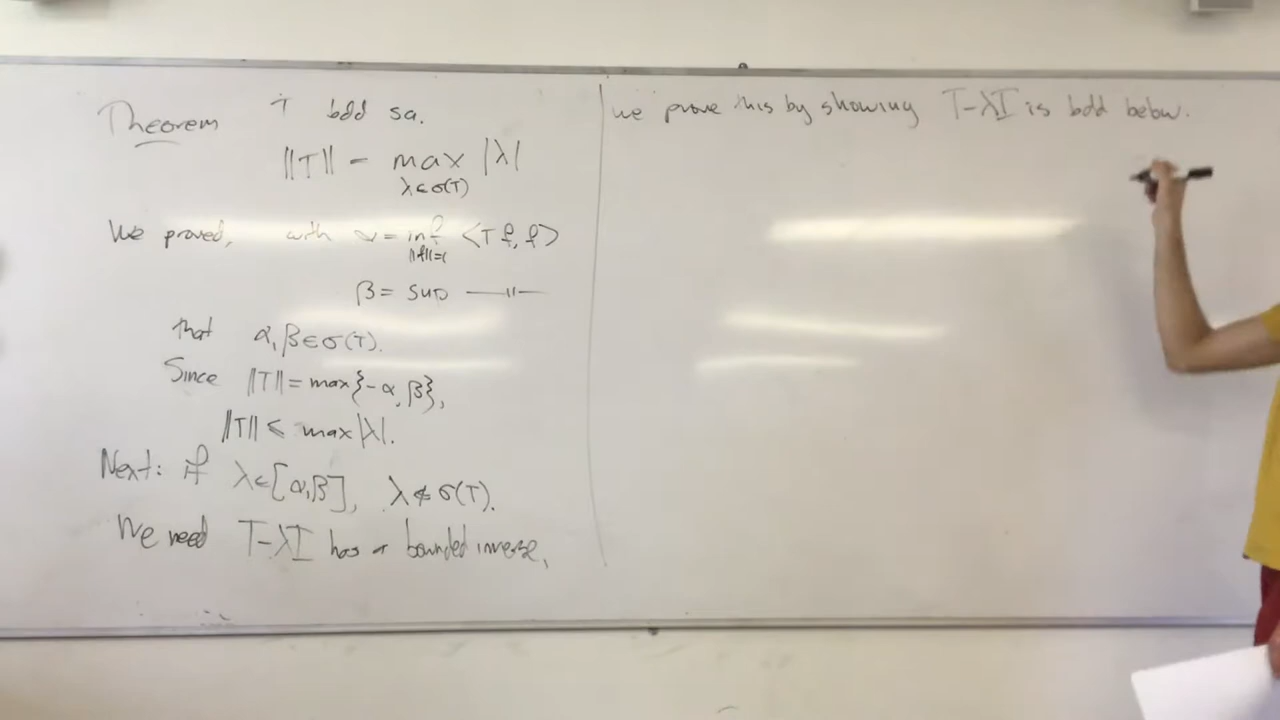 Theorem T bdd sa.
||T|| = max |λ|
λ∈σ(T)
We proved, with α = inf <Tf, f>
||f||=1
β = sup —"—
that α, β ∈ σ(T).
Since ||T|| = max{-α, β},
||T|| ≤ max|λ|.
Next: if λ∈[α,β], λ∉σ(T).
We need T-λI has a bounded inverse,
we prove this by showing T-λI is bdd below.